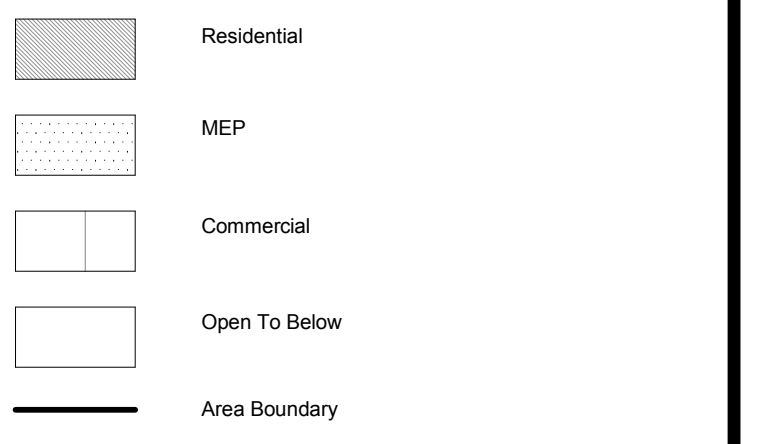 Residential
MEP
Commercial
Open To Below
Area Boundary